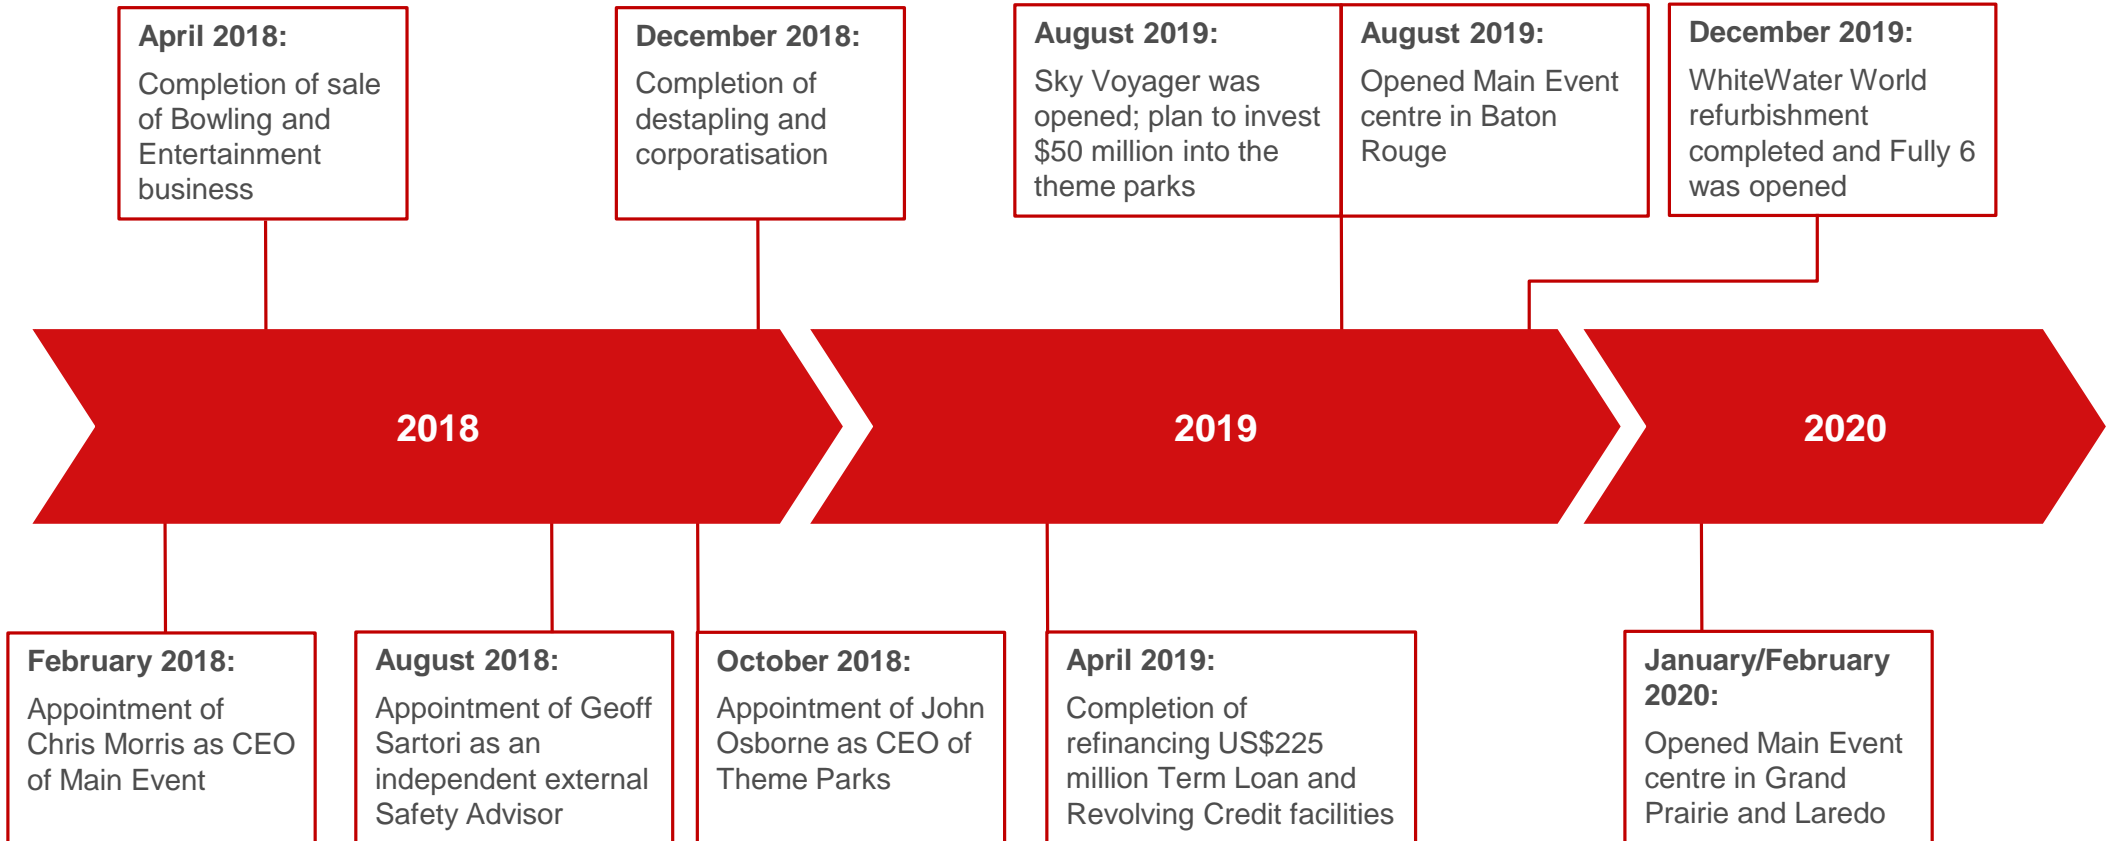 April 2018:
Completion of sale
of Bowling and
Entertainment
business
December 2018:
Completion of
destapling and
corporatisation
August 2019:
Sky Voyager was
opened; plan to invest
$50 million into the
theme parks
August 2019:
Opened Main Event
centre in Baton
Rouge
December 2019:
WhiteWater World
refurbishment
completed and Fully 6
was opened
2018
2019
2020
February 2018:
Appointment of
Chris Morris as CEO
of Main Event
August 2018:
Appointment of Geoff
Sartori as an
independent external
Safety Advisor
October 2018:
Appointment of John
Osborne as CEO of
Theme Parks
April 2019:
Completion of
refinancing US$225
million Term Loan and
Revolving Credit facilities
January/February
2020:
Opened Main Event
centre in Grand
Prairie and Laredo